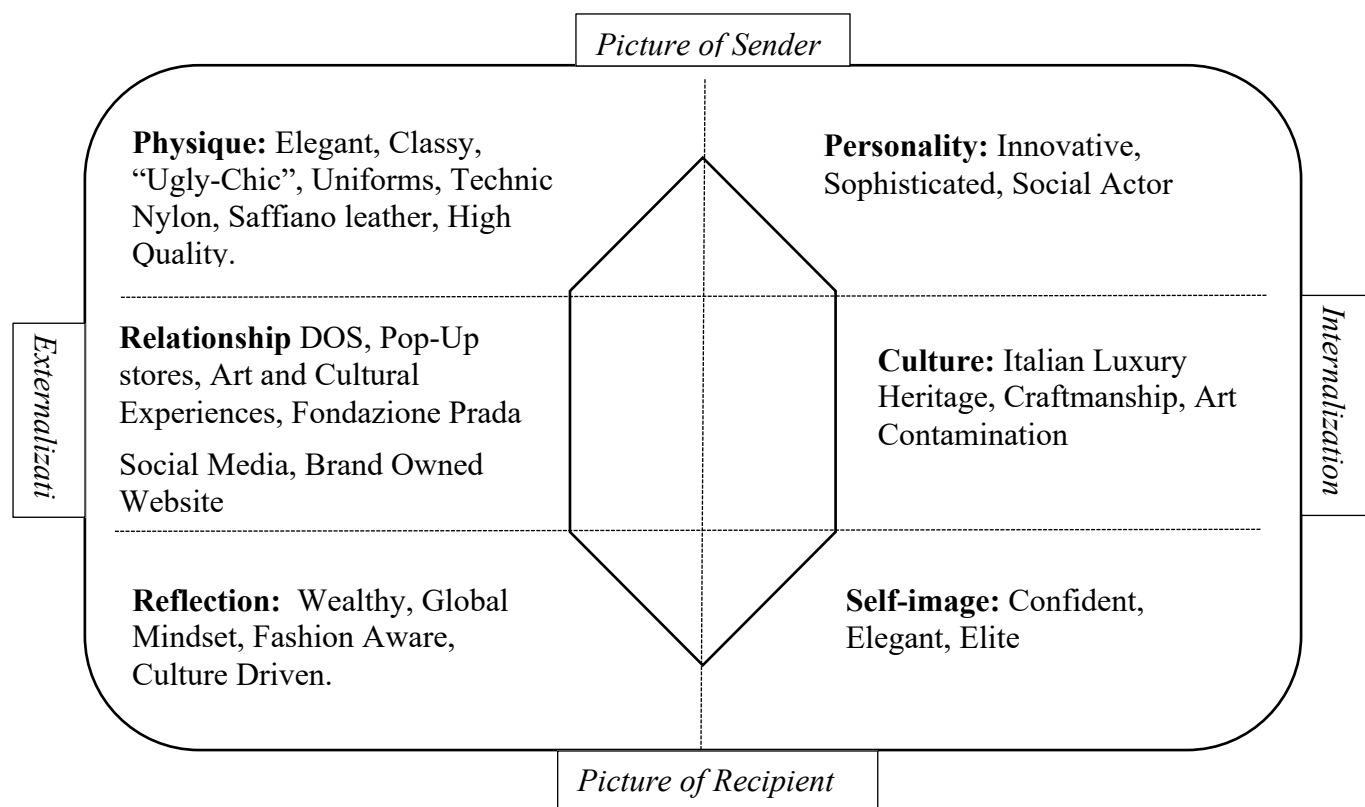 Picture of Sender
Physique: Elegant, Classy,
“Ugly-Chic”, Uniforms, Technic
Nylon, Saffiano leather, High
Quality.
Personality: Innovative,
Sophisticated, Social Actor
Externalizati
Relationship DOS, Pop-Up
stores, Art and Cultural
Experiences, Fondazione Prada
Social Media, Brand Owned
Website
Culture: Italian Luxury
Heritage, Craftmanship, Art
Contamination
Internalization
Reflection:  Wealthy, Global
Mindset, Fashion Aware,
Culture Driven.
Self-image: Confident,
Elegant, Elite
Picture of Recipient